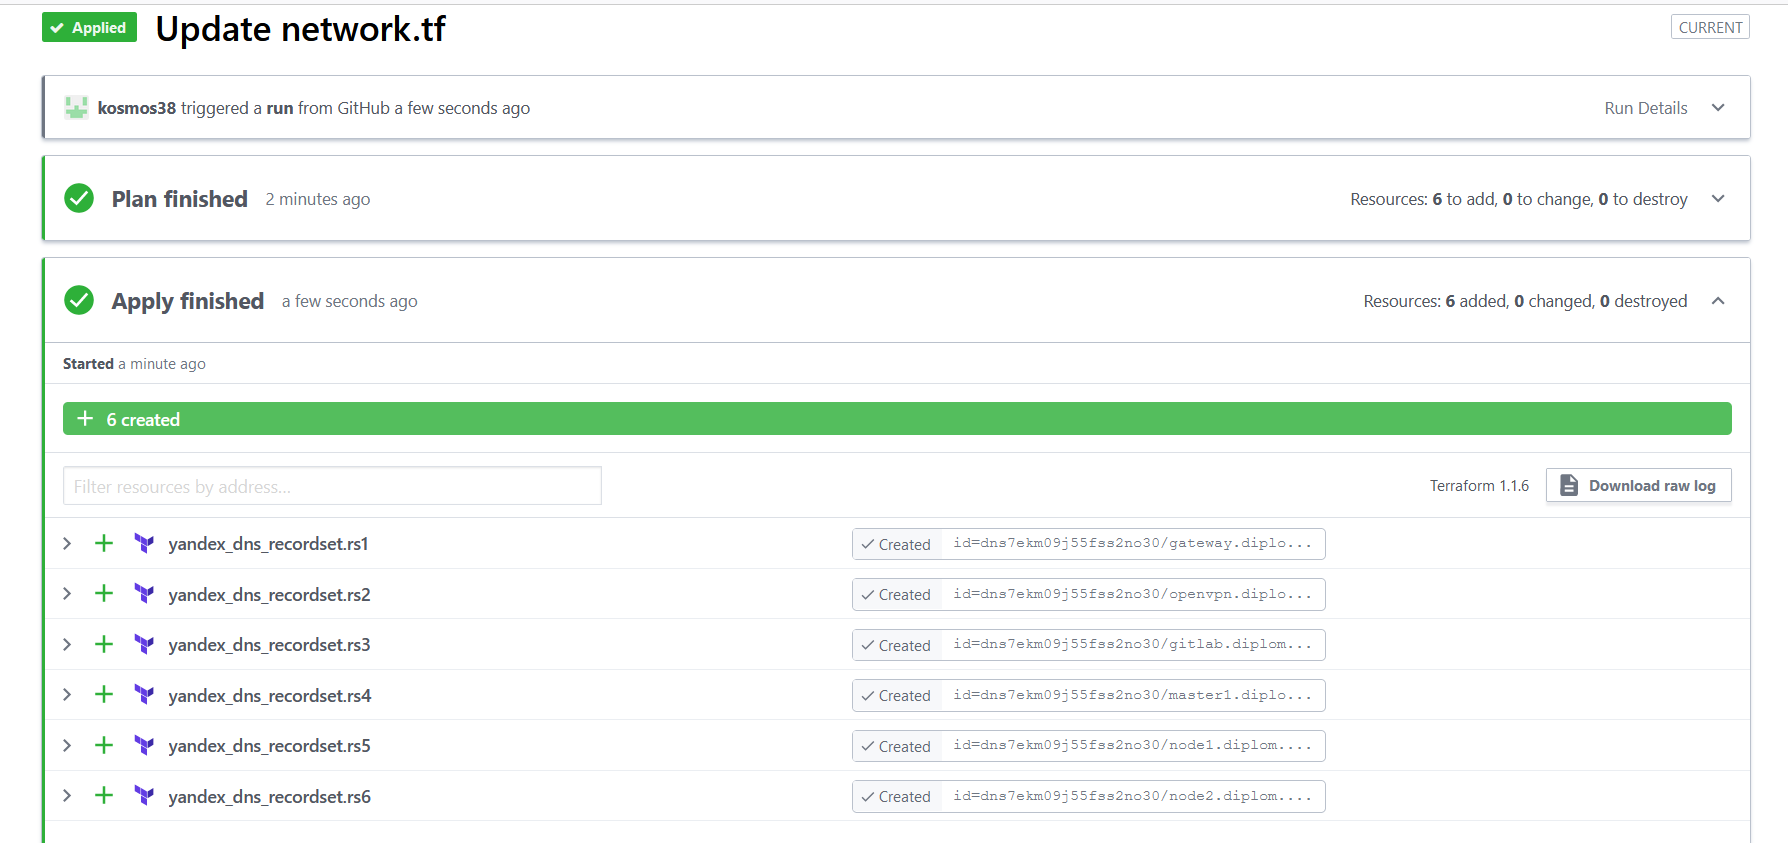 Applied Update network.tf CURRENT
kosmos38 triggered a run from GitHub a few seconds ago Run Details
Plan finished 2 minutes ago Resources: 6 to add, 0 to change, 0 to destroy
Apply finished a few seconds ago Resources: 6 added, 0 changed, 0 destroyed
Started a minute ago
+ 6 created
Filter resources by address... Terraform 1.1.6 Download raw log
yandex_dns_recordset.rs1 Created id=dns7ekm09j55fss2no30/gateway.diplo...
yandex_dns_recordset.rs2 Created id=dns7ekm09j55fss2no30/openvpn.diplo...
yandex_dns_recordset.rs3 Created id=dns7ekm09j55fss2no30/gitlab.diplom...
yandex_dns_recordset.rs4 Created id=dns7ekm09j55fss2no30/master1.diplo...
yandex_dns_recordset.rs5 Created id=dns7ekm09j55fss2no30/node1.diplom....
yandex_dns_recordset.rs6 Created id=dns7ekm09j55fss2no30/node2.diplom....